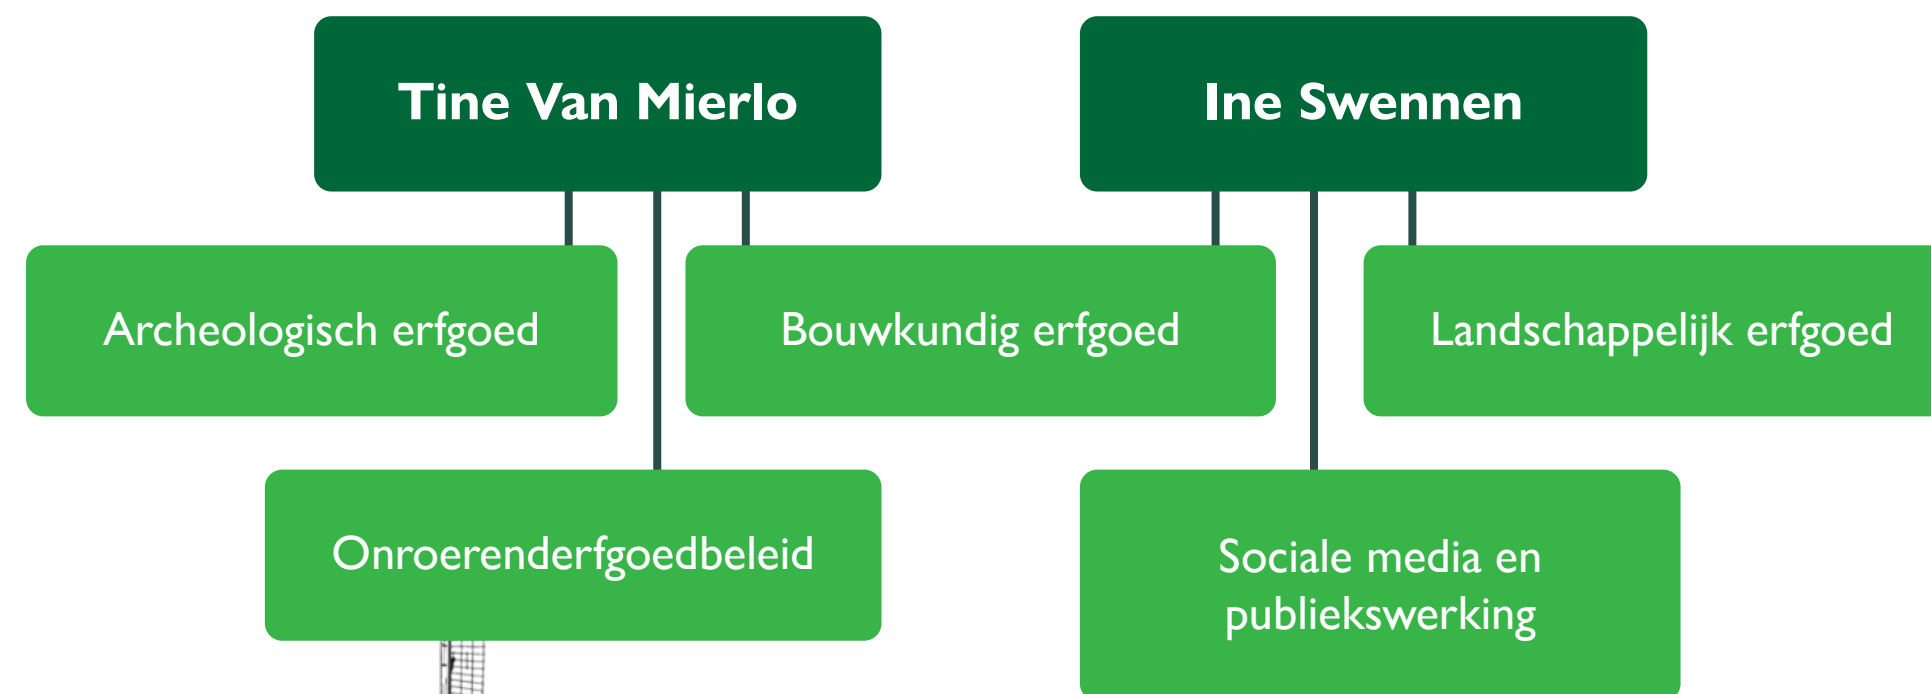 Tine Van Mierlo
Ine Swennen
Archeologisch erfgoed
Bouwkundig erfgoed
Landschappelijk erfgoed
Onroerenderfgoedbeleid
Sociale media en
publiekswerking